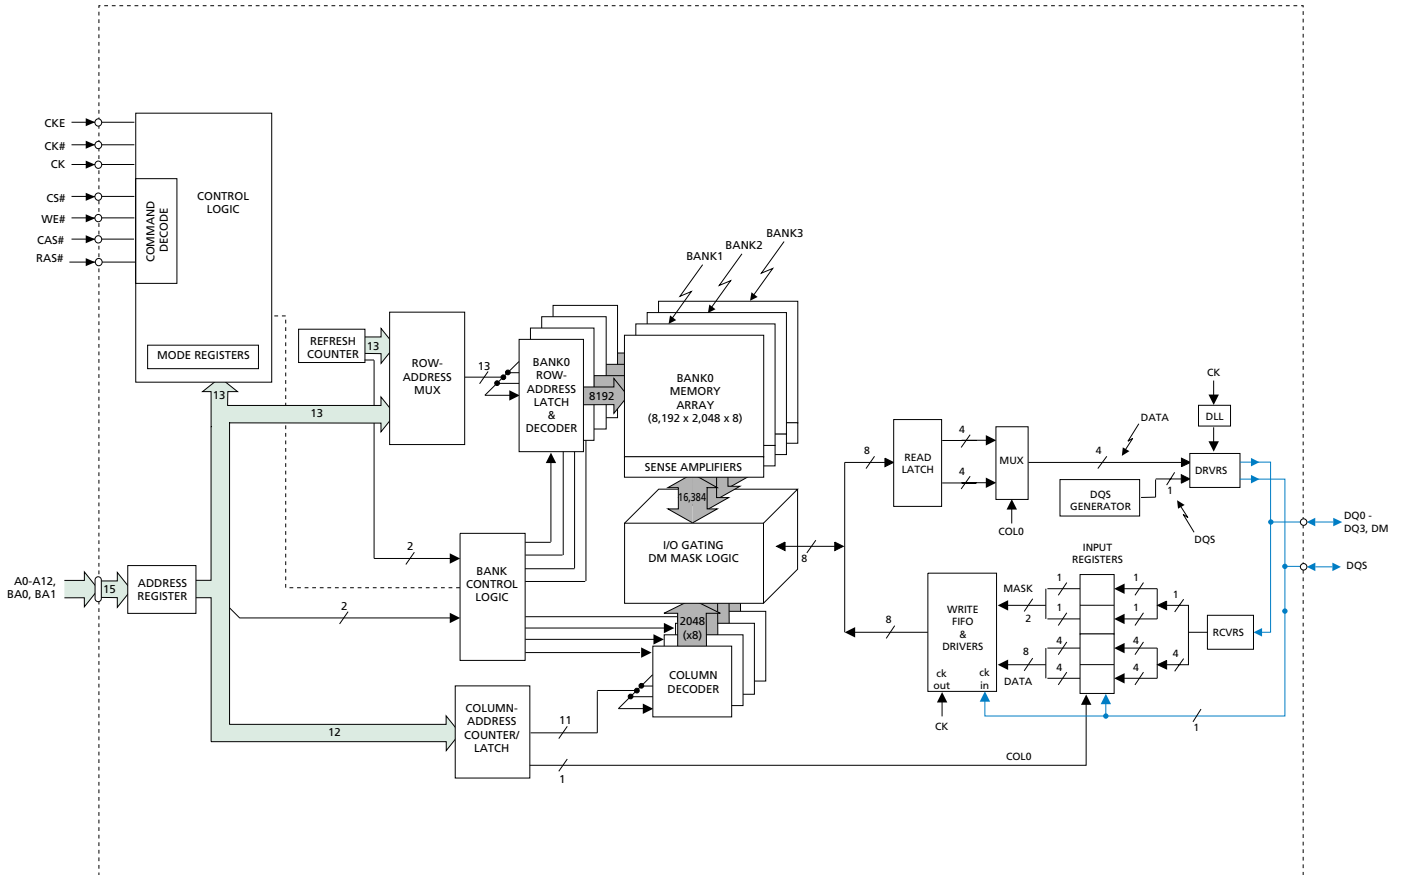 CKE
CK#
CK
CS#
WE#
CAS#
RAS#
COMMAND
DECODE
CONTROL
LOGIC
MODE REGISTERS
BANK3
BANK2
BANK1
REFRESH
COUNTER
13
ROW-
ADDRESS
MUX
13
13
13
BANK0
ROW-
ADDRESS
LATCH
&
DECODER
8192
BANK0
MEMORY
ARRAY
(8,192 x 2,048 x 8)
SENSE AMPLIFIERS
16,384
I/O GATING
DM MASK LOGIC
8
2
BANK
CONTROL
LOGIC
2
A0-A12,
BA0, BA1
15
ADDRESS
REGISTER
2048
(x8)
COLUMN
DECODER
COLUMN-
ADDRESS
COUNTER/
LATCH
12
11
1
COL0
8
READ
LATCH
4
4
MUX
COL0
4
DATA
CK
DLL
DRVRS
DQS
GENERATOR
1
DQS
DQ0 -
DQ3, DM
DQS
INPUT
REGISTERS
8
WRITE
FIFO
&
DRIVERS
ck
out
ck
in
CK
MASK
2
8
DATA
1
1
4
4
1
1
4
4
1
4
RCVRS
1